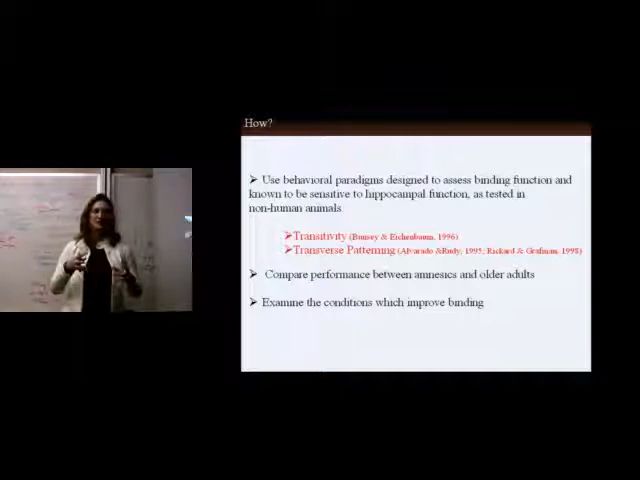 How?
➢ Use behavioral paradigms designed to assess binding function and
known to be sensitive to hippocampal function, as tested in
non-human animals.
➢Transitivity (Bunsey & Eichenbaum, 1996)
➢Transverse Patterning (Alvarado &Rudy, 1995; Rickard & Grafman, 1998)
➢ Compare performance between amnesics and older adults
➢ Examine the conditions which improve binding